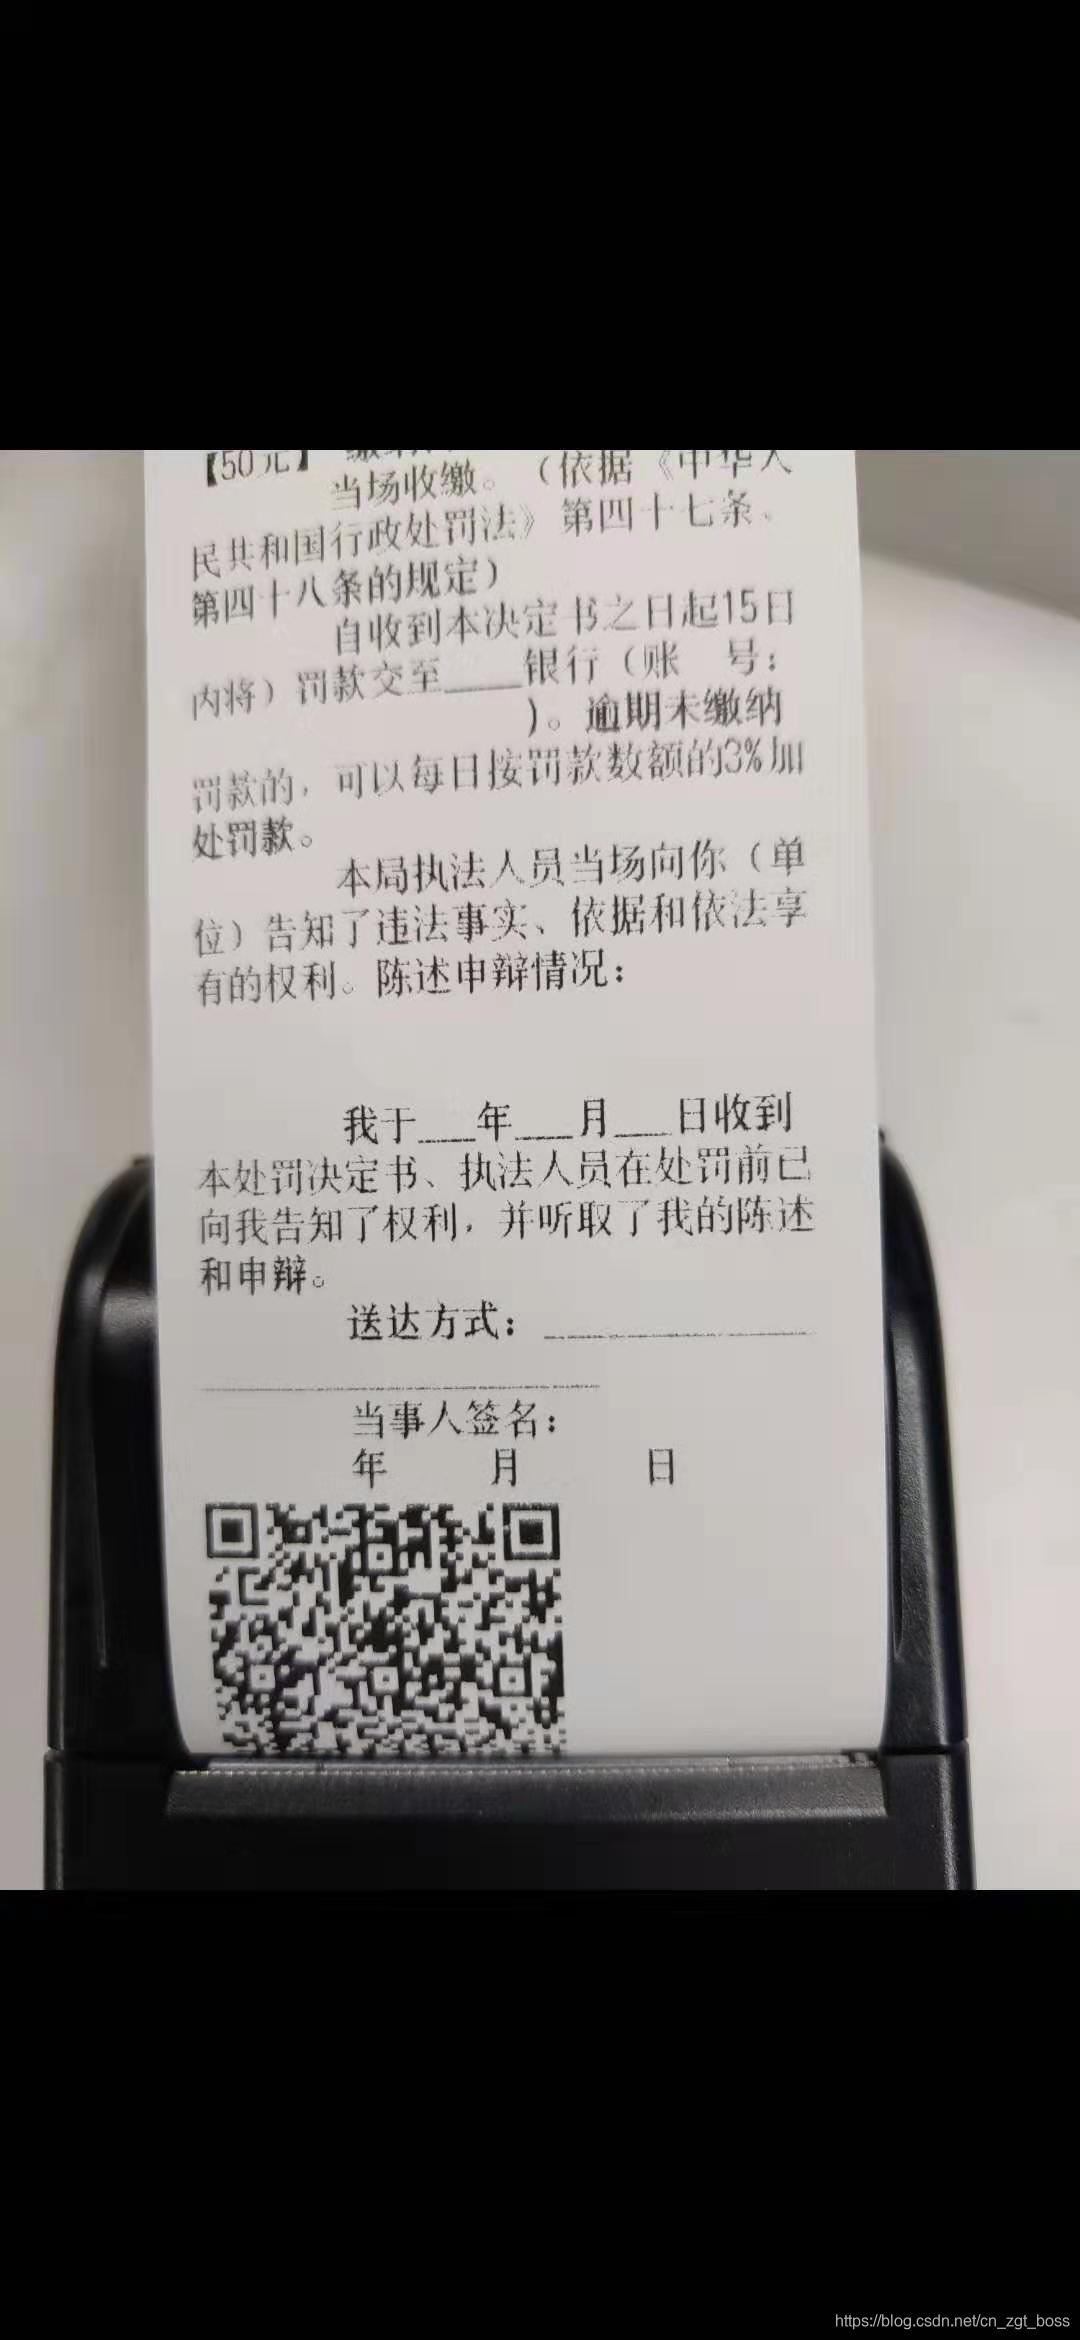 【50元】
当场收缴。（依据《中华人
民共和国行政处罚法》第四十七条、
第四十八条的规定）
自收到本决定书之日起15日
内将）罚款交至____银行（账 号：
)。逾期未缴纳
罚款的，可以每日按罚款数额的3%加
处罚款。
本局执法人员当场向你（单
位）告知了违法事实、依据和依法享
有的权利。陈述申辩情况：
我于___年___月___日收到
本处罚决定书、执法人员在处罚前已
向我告知了权利，并听取了我的陈述
和申辩。
送达方式：
当事人签名：
年 月 日
https://blog.csdn.net/cn_zgt_boss